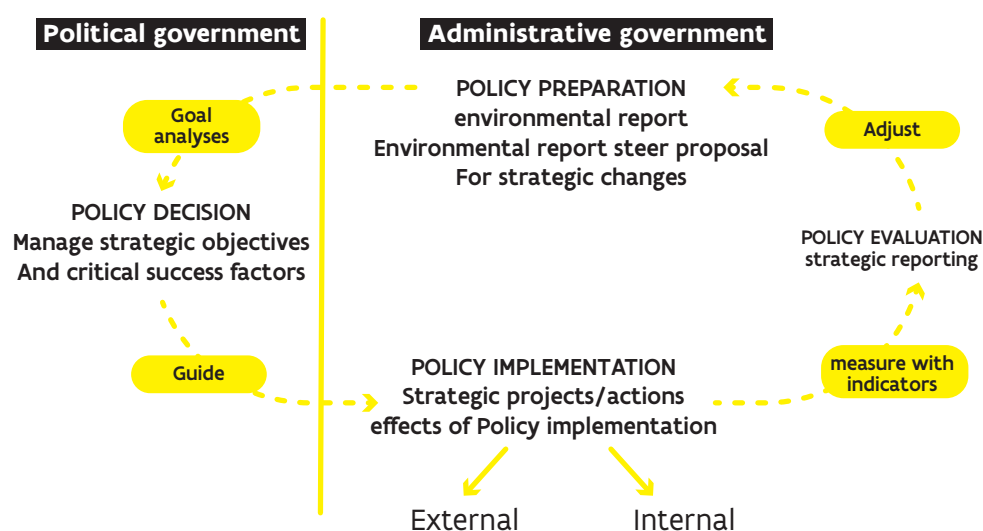 Political government
Administrative government
POLICY PREPARATION
environmental report
Environmental report steer proposal
For strategic changes
Goal
analyses
Adjust
POLICY DECISION
Manage strategic objectives
And critical success factors
POLICY EVALUATION
strategic reporting
Guide
POLICY IMPLEMENTATION
Strategic projects/actions
effects of Policy implementation
measure with
indicators
External
Internal